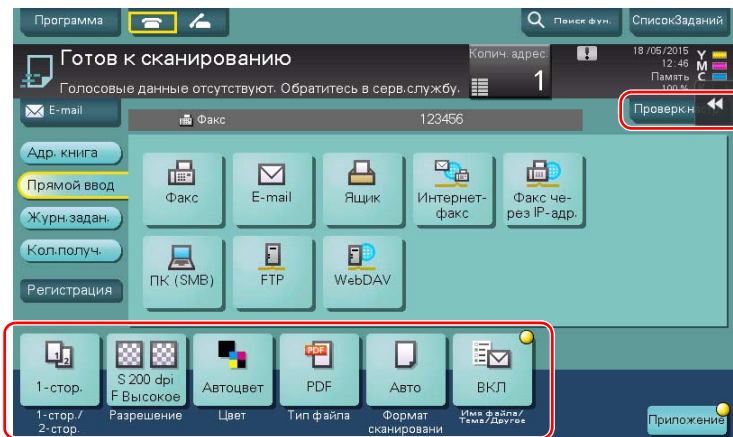 Программа
Поиск фун.
СписокЗаданий
Готов к сканированию
Голосовые данные отсутствуют. Обратитесь в серв.службу.
Колич. адрес.
1
18/05/2015
12:46
Память
100 %
Y
M
C
E-mail
Факс
123456
Проверк.н
Адр. книга
Прямой ввод
Журн.задан.
Кол.получ.
Регистрация
Факс
E-mail
Ящик
Интернет-
факс
Факс че-
рез IP-адр.
ПК (SMB)
FTP
WebDAV
1-стор.
S 200 dpi
F Высокое
Автоцвет
PDF
PDF
Авто
ВКЛ
1-стор./
2-стор.
Разрешение
Цвет
Тип файла
Формат
сканировани
Имя файла/
Тема/Другое
Приложение